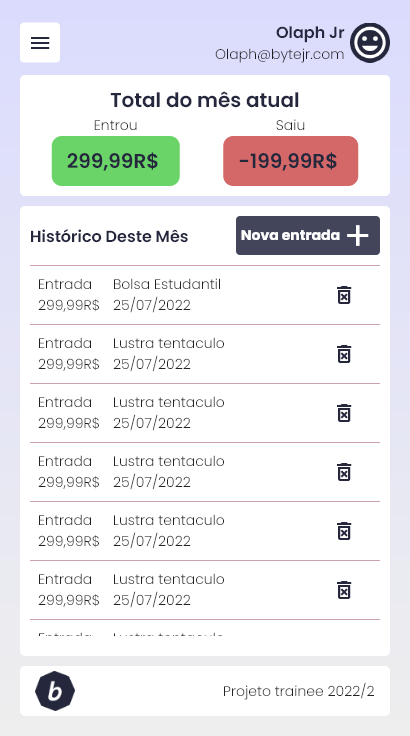 Olaph Jr
Olaph@bytejr.com
Total do mês atual
Entrou
Saiu
299,99R$
-199,99R$
Histórico Deste Mês
Nova entrada
Entrada Bolsa Estudantil
299,99R$ 25/07/2022
Entrada Lustra tentaculo
299,99R$ 25/07/2022
Entrada Lustra tentaculo
299,99R$ 25/07/2022
Entrada Lustra tentaculo
299,99R$ 25/07/2022
Entrada Lustra tentaculo
299,99R$ 25/07/2022
Entrada Lustra tentaculo
299,99R$ 25/07/2022
Entrada Lustra tentaculo
b
Projeto trainee 2022/2